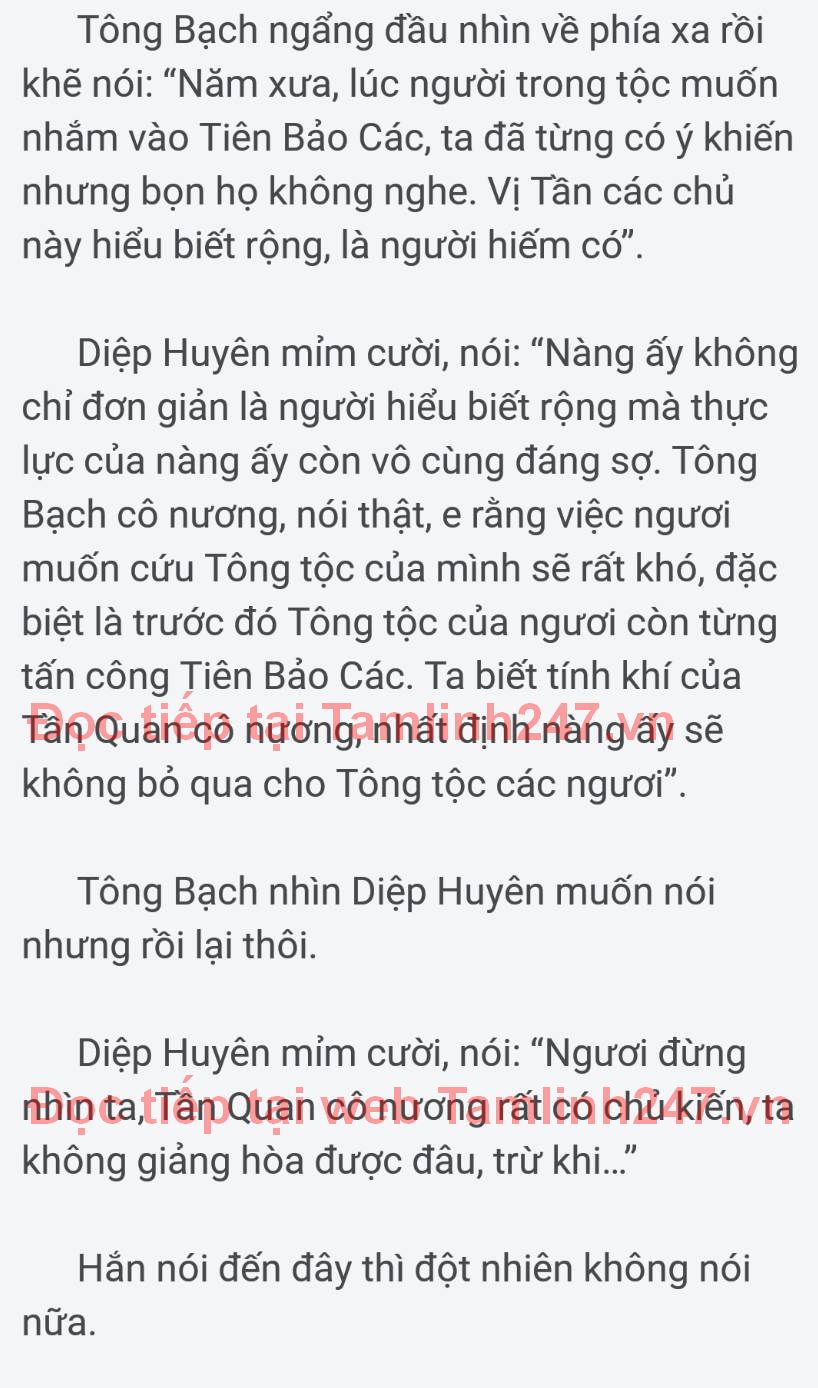 Tông Bạch ngẩng đầu nhìn về phía xa rồi
khẽ nói: “Năm xưa, lúc người trong tộc muốn
nhắm vào Tiên Bảo Các, ta đã từng có ý khiến
nhưng bọn họ không nghe. Vị Tần các chủ
này hiểu biết rộng, là người hiếm có”.
Diệp Huyên mỉm cười, nói: “Nàng ấy không
chỉ đơn giản là người hiểu biết rộng mà thực
lực của nàng ấy còn vô cùng đáng sợ. Tông
Bạch cô nương, nói thật, e rằng việc ngươi
muốn cứu Tông tộc của mình sẽ rất khó, đặc
biệt là trước đó Tông tộc của ngươi còn từng
tấn công Tiên Bảo Các. Ta biết tính khí của
Tần Quan cô nương, nhất định nàng ấy sẽ
Đọc tiếp tại Tamlinh247.vn
không bỏ qua cho Tông tộc các ngươi”.
Tông Bạch nhìn Diệp Huyên muốn nói
nhưng rồi lại thôi.
Diệp Huyên mỉm cười, nói: “Ngươi đừng
nhìn ta, Tần Quan cô nương rất có chủ kiến, ta
Đọc tiếp tại web Tamlinh247.vn
không giảng hòa được đâu, trừ khi...”
Hắn nói đến đây thì đột nhiên không nói
nữa.